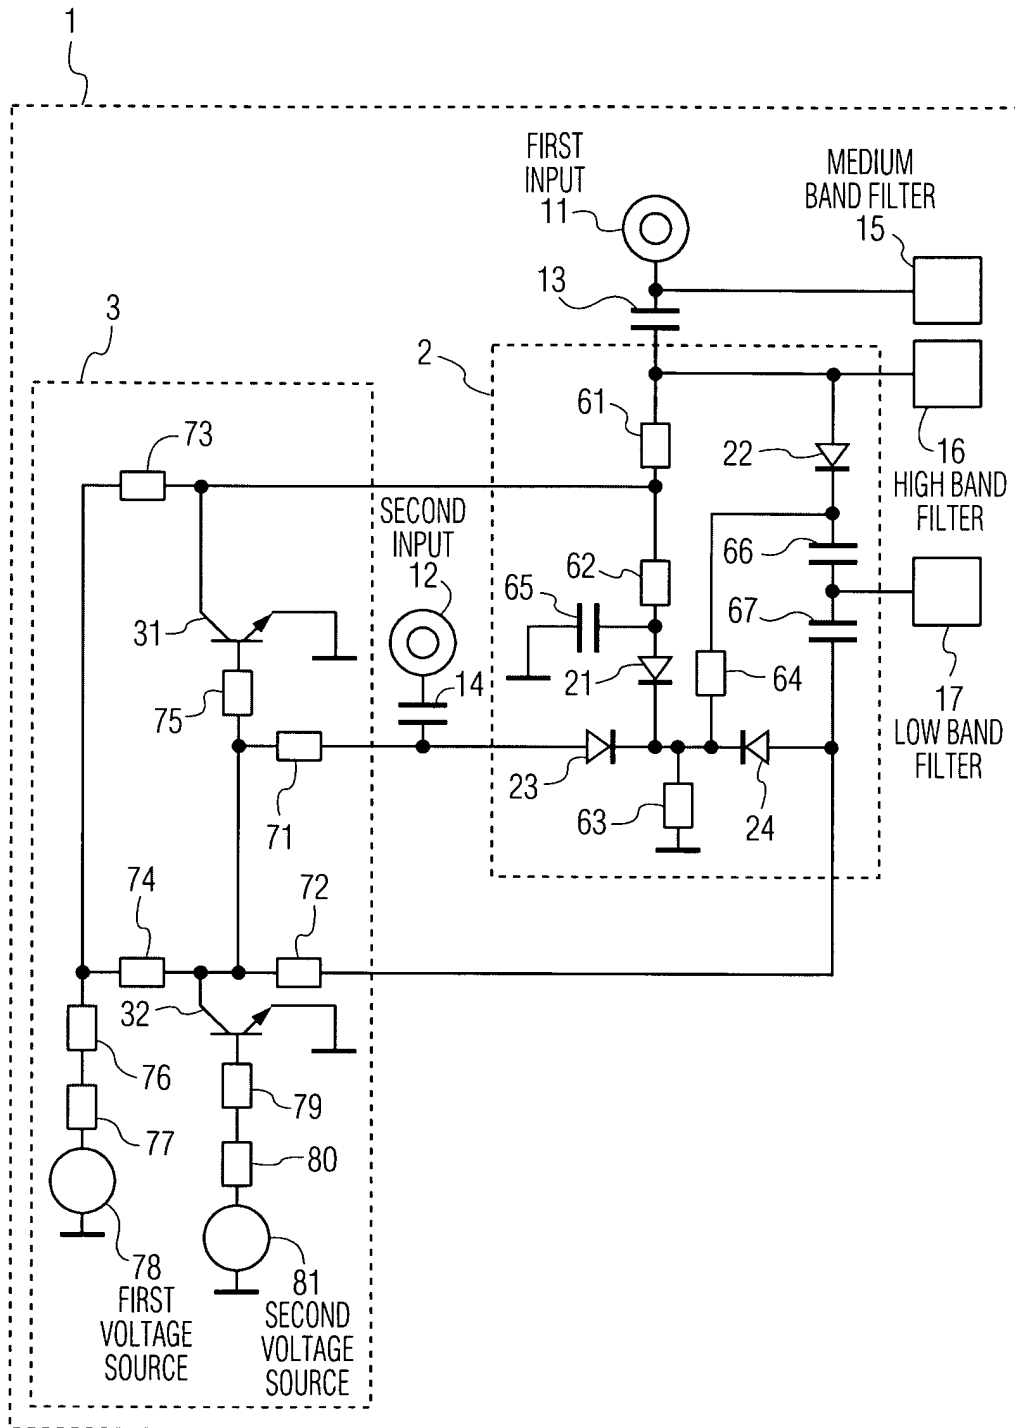 1
FIRST
INPUT
11
MEDIUM
BAND FILTER
15
13
3
2
61
73
22
16
HIGH BAND
FILTER
SECOND
INPUT
12
62
66
65
67
31
14
21
64
75
17
LOW BAND
FILTER
23
63
24
71
74
72
32
76
79
77
80
78
FIRST
VOLTAGE
SOURCE
81
SECOND
VOLTAGE
SOURCE